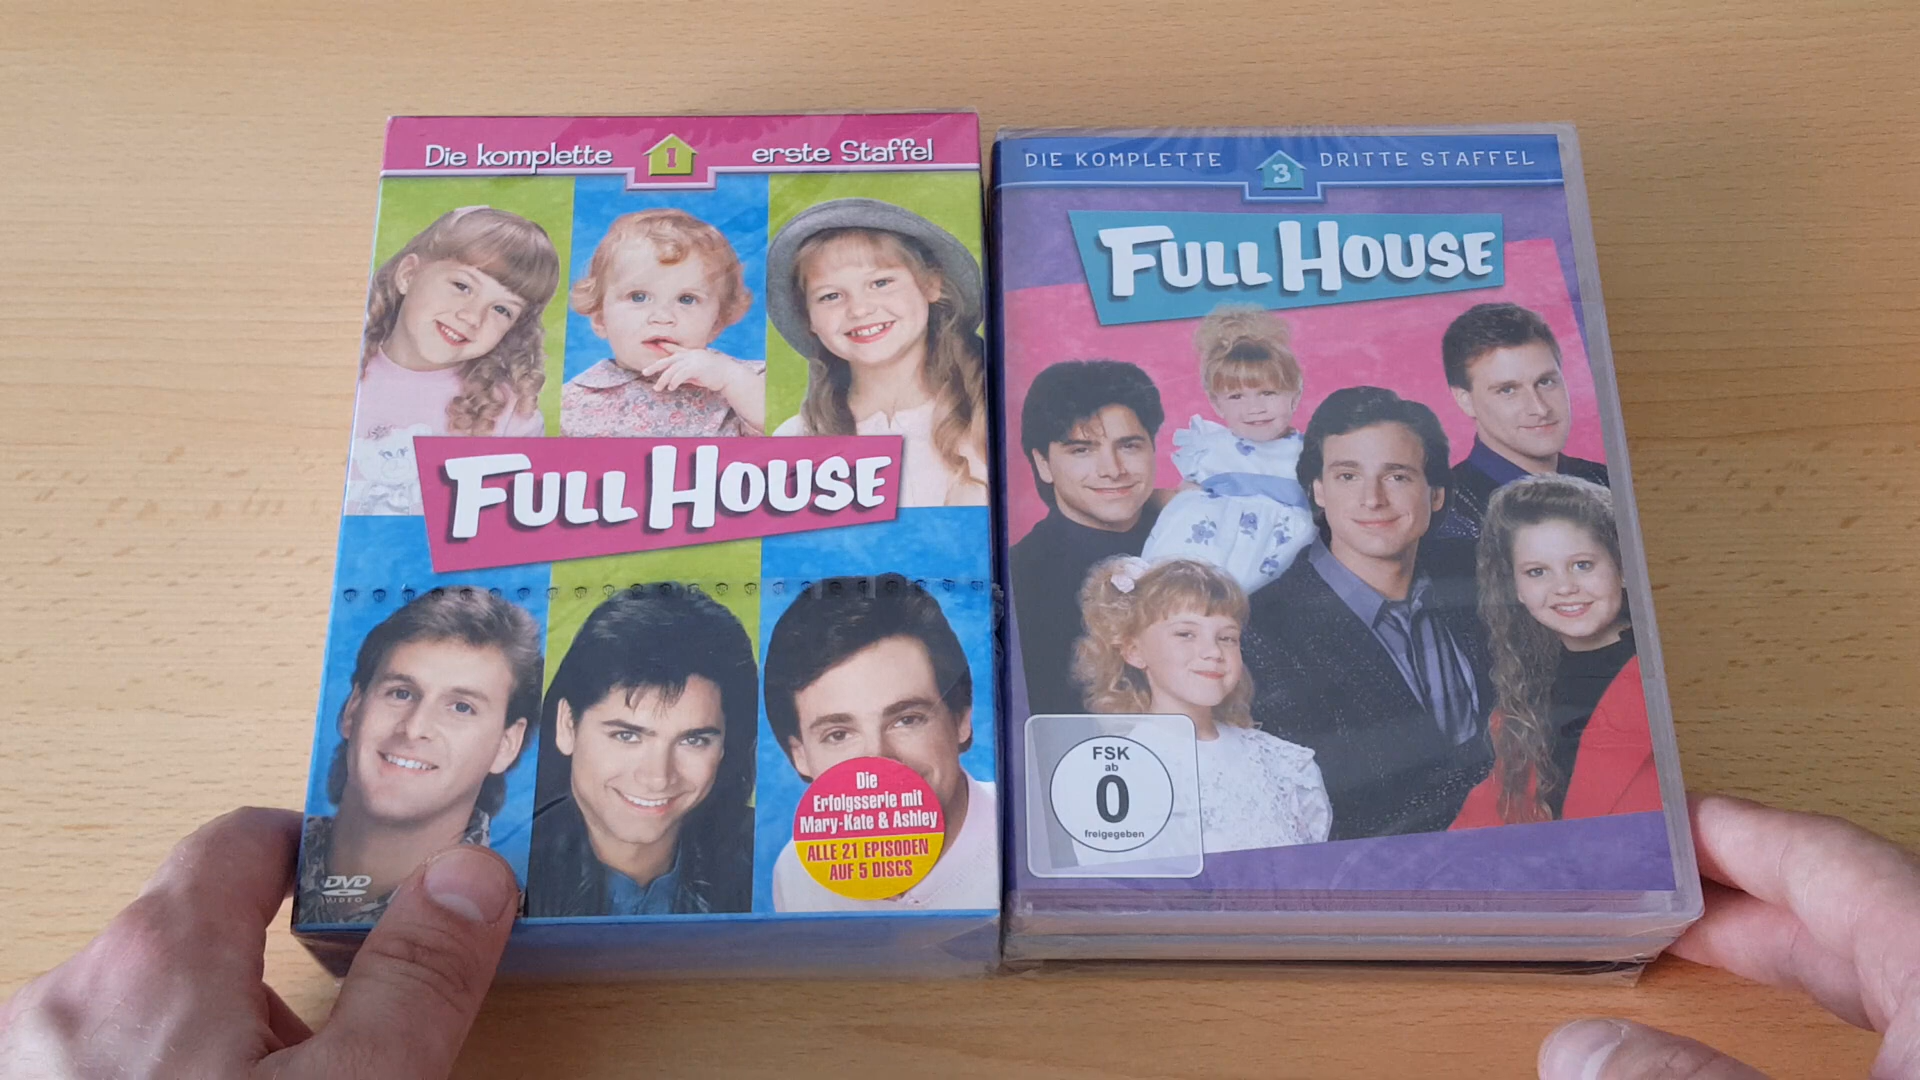 Die komplette 1 erste Staffel
FULL HOUSE
Die
Erfolgsserie mit
Mary-Kate & Ashley
ALLE 21 EPISODEN
AUF 5 DISCS
DVD
VIDEO
DIE KOMPLETTE 3 DRITTE STAFFEL
FULL HOUSE
FSK
ab
0
freigegeben